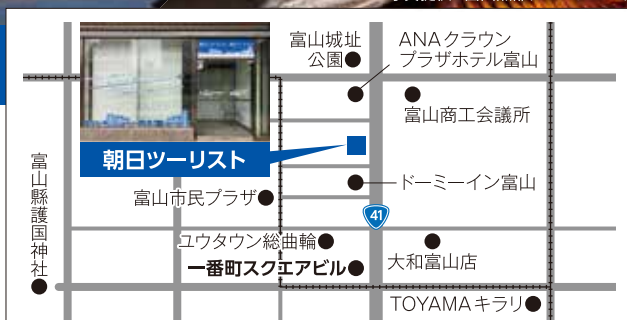 富山城址
公園
ANAクラウン
プラザホテル富山
富山商工会議所
朝日ツーリスト
富山縣護国神社
富山市民プラザ
ドーミーイン富山
41
ユウタウン総曲輪
大和富山店
一番町スクエアビル
TOYAMAキラリ